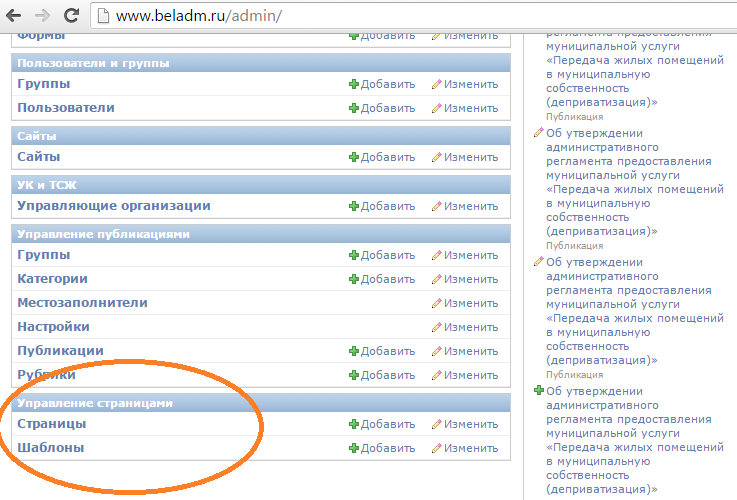 www.beladm.ru/admin/
Формы Добавить Изменить
Пользователи и группы
Группы Добавить Изменить
Пользователи Добавить Изменить
Сайты
Сайты Добавить Изменить
УК и ТСЖ
Управляющие организации Добавить Изменить
Управление публикациями
Группы Добавить Изменить
Категории Добавить Изменить
Местозаполнители Изменить
Настройки Изменить
Публикации Добавить Изменить
Рубрики Добавить Изменить
Управление страницами
Страницы Добавить Изменить
Шаблоны Добавить Изменить
регламента предоставления
муниципальной услуги
«Передача жилых помещений
в муниципальную
собственность
(деприватизация)»
Публикация
Об утверждении
административного
регламента предоставления
муниципальной услуги
«Передача жилых помещений
в муниципальную
собственность
(деприватизация)»
Публикация
Об утверждении
административного
регламента предоставления
муниципальной услуги
«Передача жилых помещений
в муниципальную
собственность
(деприватизация)»
Публикация
Об утверждении
административного
регламента предоставления
муниципальной услуги
«Передача жилых помещений
в муниципальную
собственность
(деприватизация)»